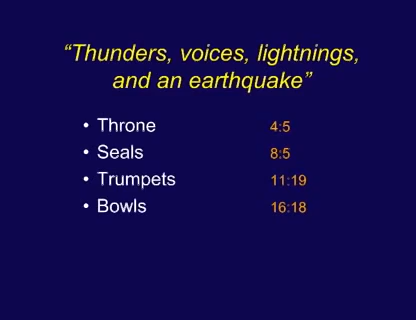 “Thunders, voices, lightnings,
and an earthquake”
• Throne 4:5
• Seals 8:5
• Trumpets 11:19
• Bowls 16:18